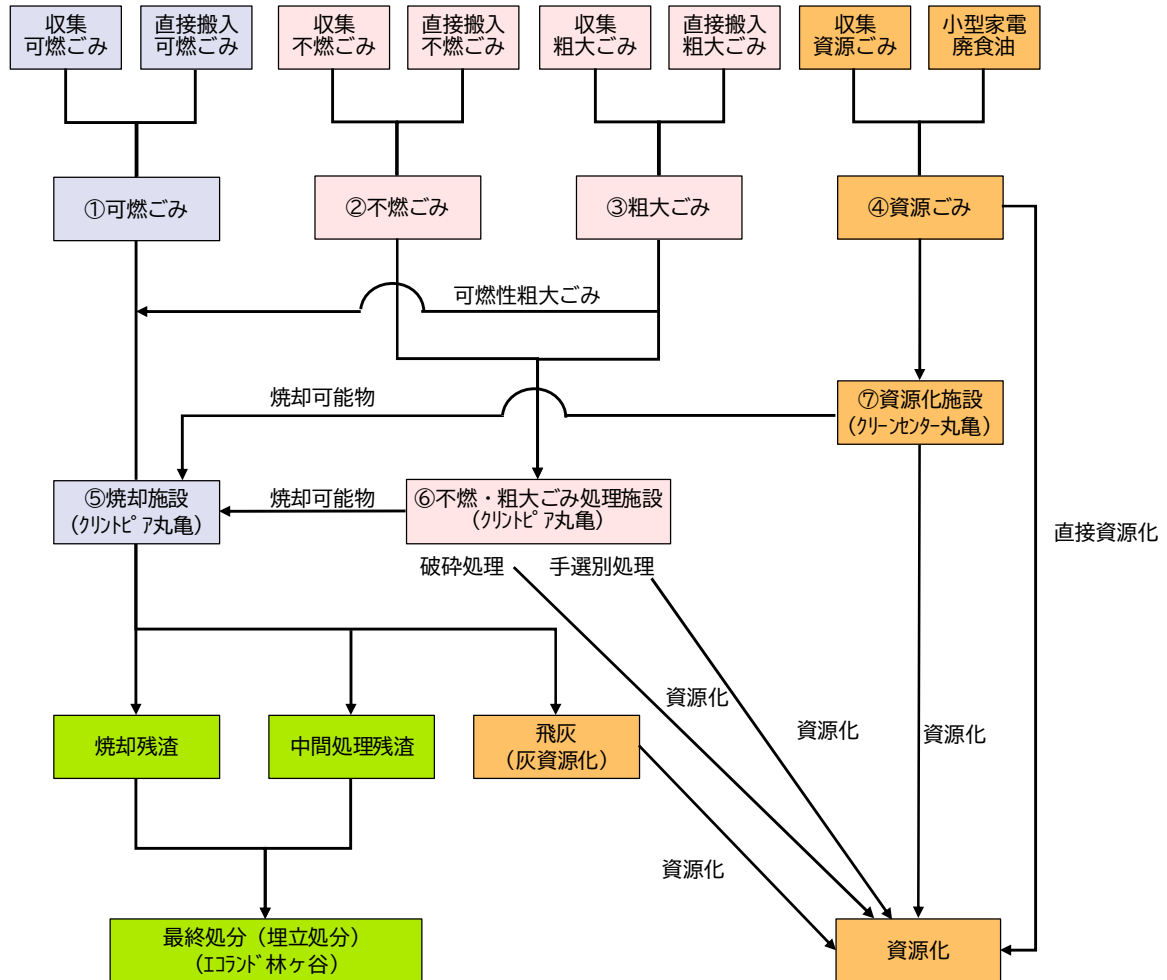 収集
可燃ごみ
直接搬入
可燃ごみ
収集
不燃ごみ
直接搬入
不燃ごみ
収集
粗大ごみ
直接搬入
粗大ごみ
収集
資源ごみ
小型家電
廃食油
①可燃ごみ
②不燃ごみ
③粗大ごみ
④資源ごみ
可燃性粗大ごみ
焼却可能物
⑦資源化施設
(ｸﾘｰﾝｾﾝﾀｰ丸亀)
⑤焼却施設
(ｸﾘﾝﾄﾋﾟｱ丸亀)
焼却可能物
⑥不燃・粗大ごみ処理施設
(ｸﾘﾝﾄﾋﾟｱ丸亀)
直接資源化
破砕処理
手選別処理
資源化
資源化
資源化
焼却残渣
中間処理残渣
飛灰
(灰資源化)
資源化
最終処分（埋立処分）
(ｴｺﾗﾝﾄﾞ林ヶ谷)
資源化